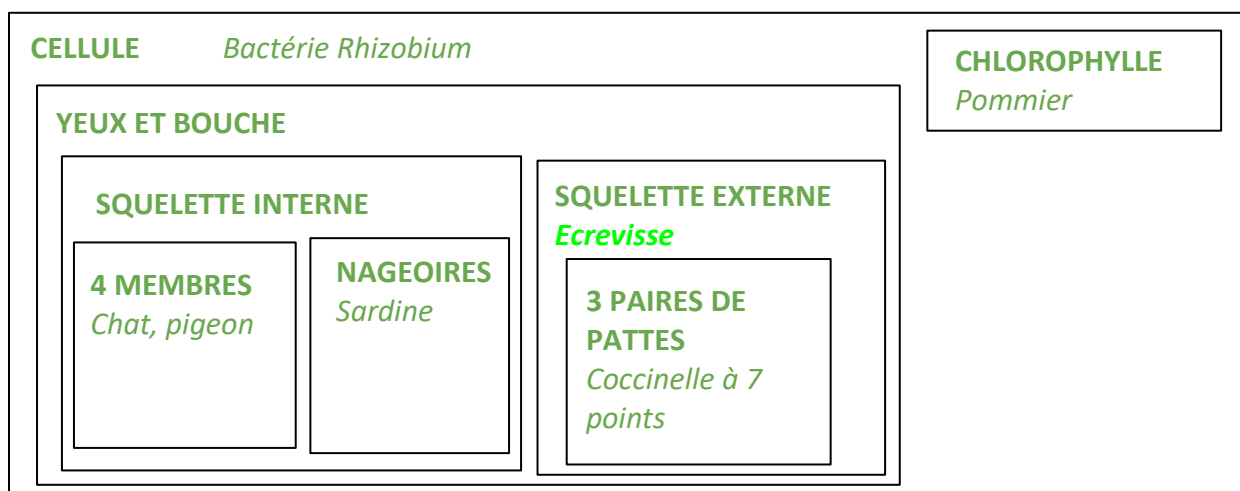 CELLULE Bactérie Rhizobium
CHLOROPHYLLE
Pommier
YEUX ET BOUCHE
SQUELETTE INTERNE
4 MEMBRES
Chat, pigeon
NAGEOIRES
Sardine
SQUELETTE EXTERNE
Ecrevisse
3 PAIRES DE
PATTES
Coccinelle à 7
points